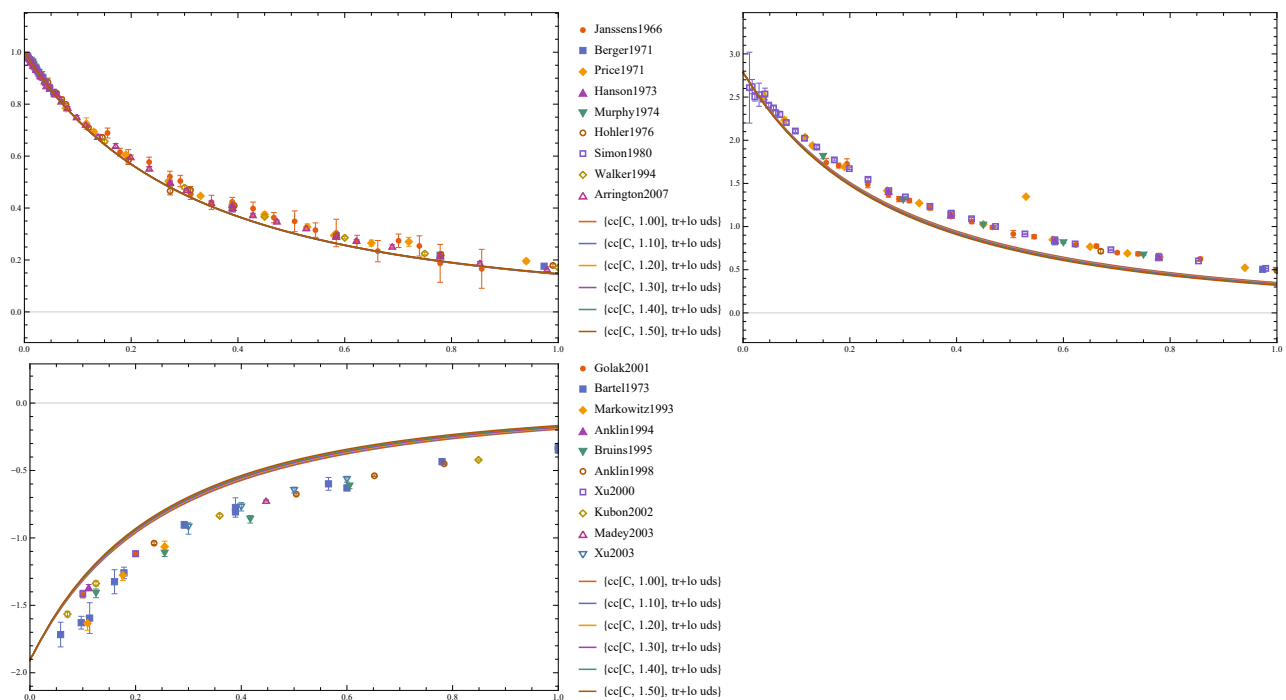 1.0
0.8
0.6
0.4
0.2
0.0
0.0
0.2
0.4
0.6
0.8
1.0
Janssens1966
Berger1971
Price1971
Hanson1973
Murphy1974
Hohler1976
Simon1980
Walker1994
Arrington2007
{cc[C, 1.00], tr+lo uds}
{cc[C, 1.10], tr+lo uds}
{cc[C, 1.20], tr+lo uds}
{cc[C, 1.30], tr+lo uds}
{cc[C, 1.40], tr+lo uds}
{cc[C, 1.50], tr+lo uds}
3.0
2.5
2.0
1.5
1.0
0.5
0.0
0.0
0.2
0.4
0.6
0.8
1.0
0.0
−0.5
−1.0
−1.5
−2.0
0.0
0.2
0.4
0.6
0.8
1.0
Golak2001
Bartel1973
Markowitz1993
Anklin1994
Bruins1995
Anklin1998
Xu2000
Kubon2002
Madey2003
Xu2003
{cc[C, 1.00], tr+lo uds}
{cc[C, 1.10], tr+lo uds}
{cc[C, 1.20], tr+lo uds}
{cc[C, 1.30], tr+lo uds}
{cc[C, 1.40], tr+lo uds}
{cc[C, 1.50], tr+lo uds}